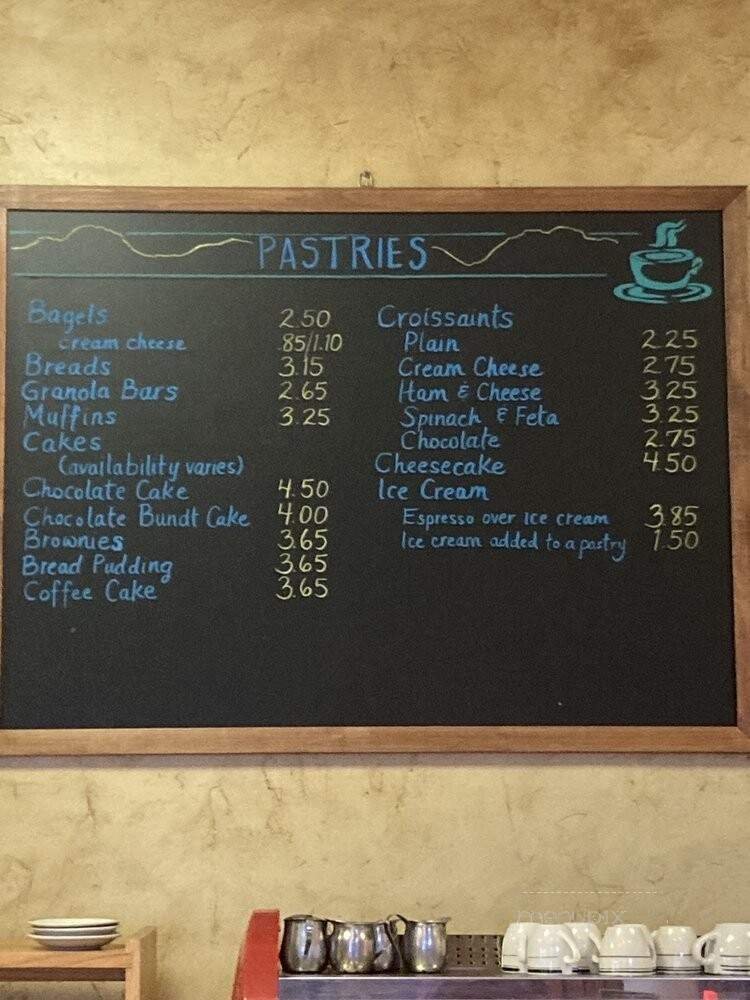 PASTRIES
Bagels 2.50
cream cheese .85/1.10
Breads 3.15
Granola Bars 2.65
Muffins 3.25
Cakes
(availability varies)
Chocolate Cake 4.50
Chocolate Bundt Cake 4.00
Brownies 3.65
Bread Pudding 3.65
Coffee Cake 3.65
Croissaints
Plain 2.25
Cream Cheese 2.75
Ham & Cheese 3.25
Spinach & Feta 3.25
Chocolate 2.75
Cheesecake 4.50
Ice Cream
Espresso over ice cream 3.85
Ice cream added to a pastry 1.50